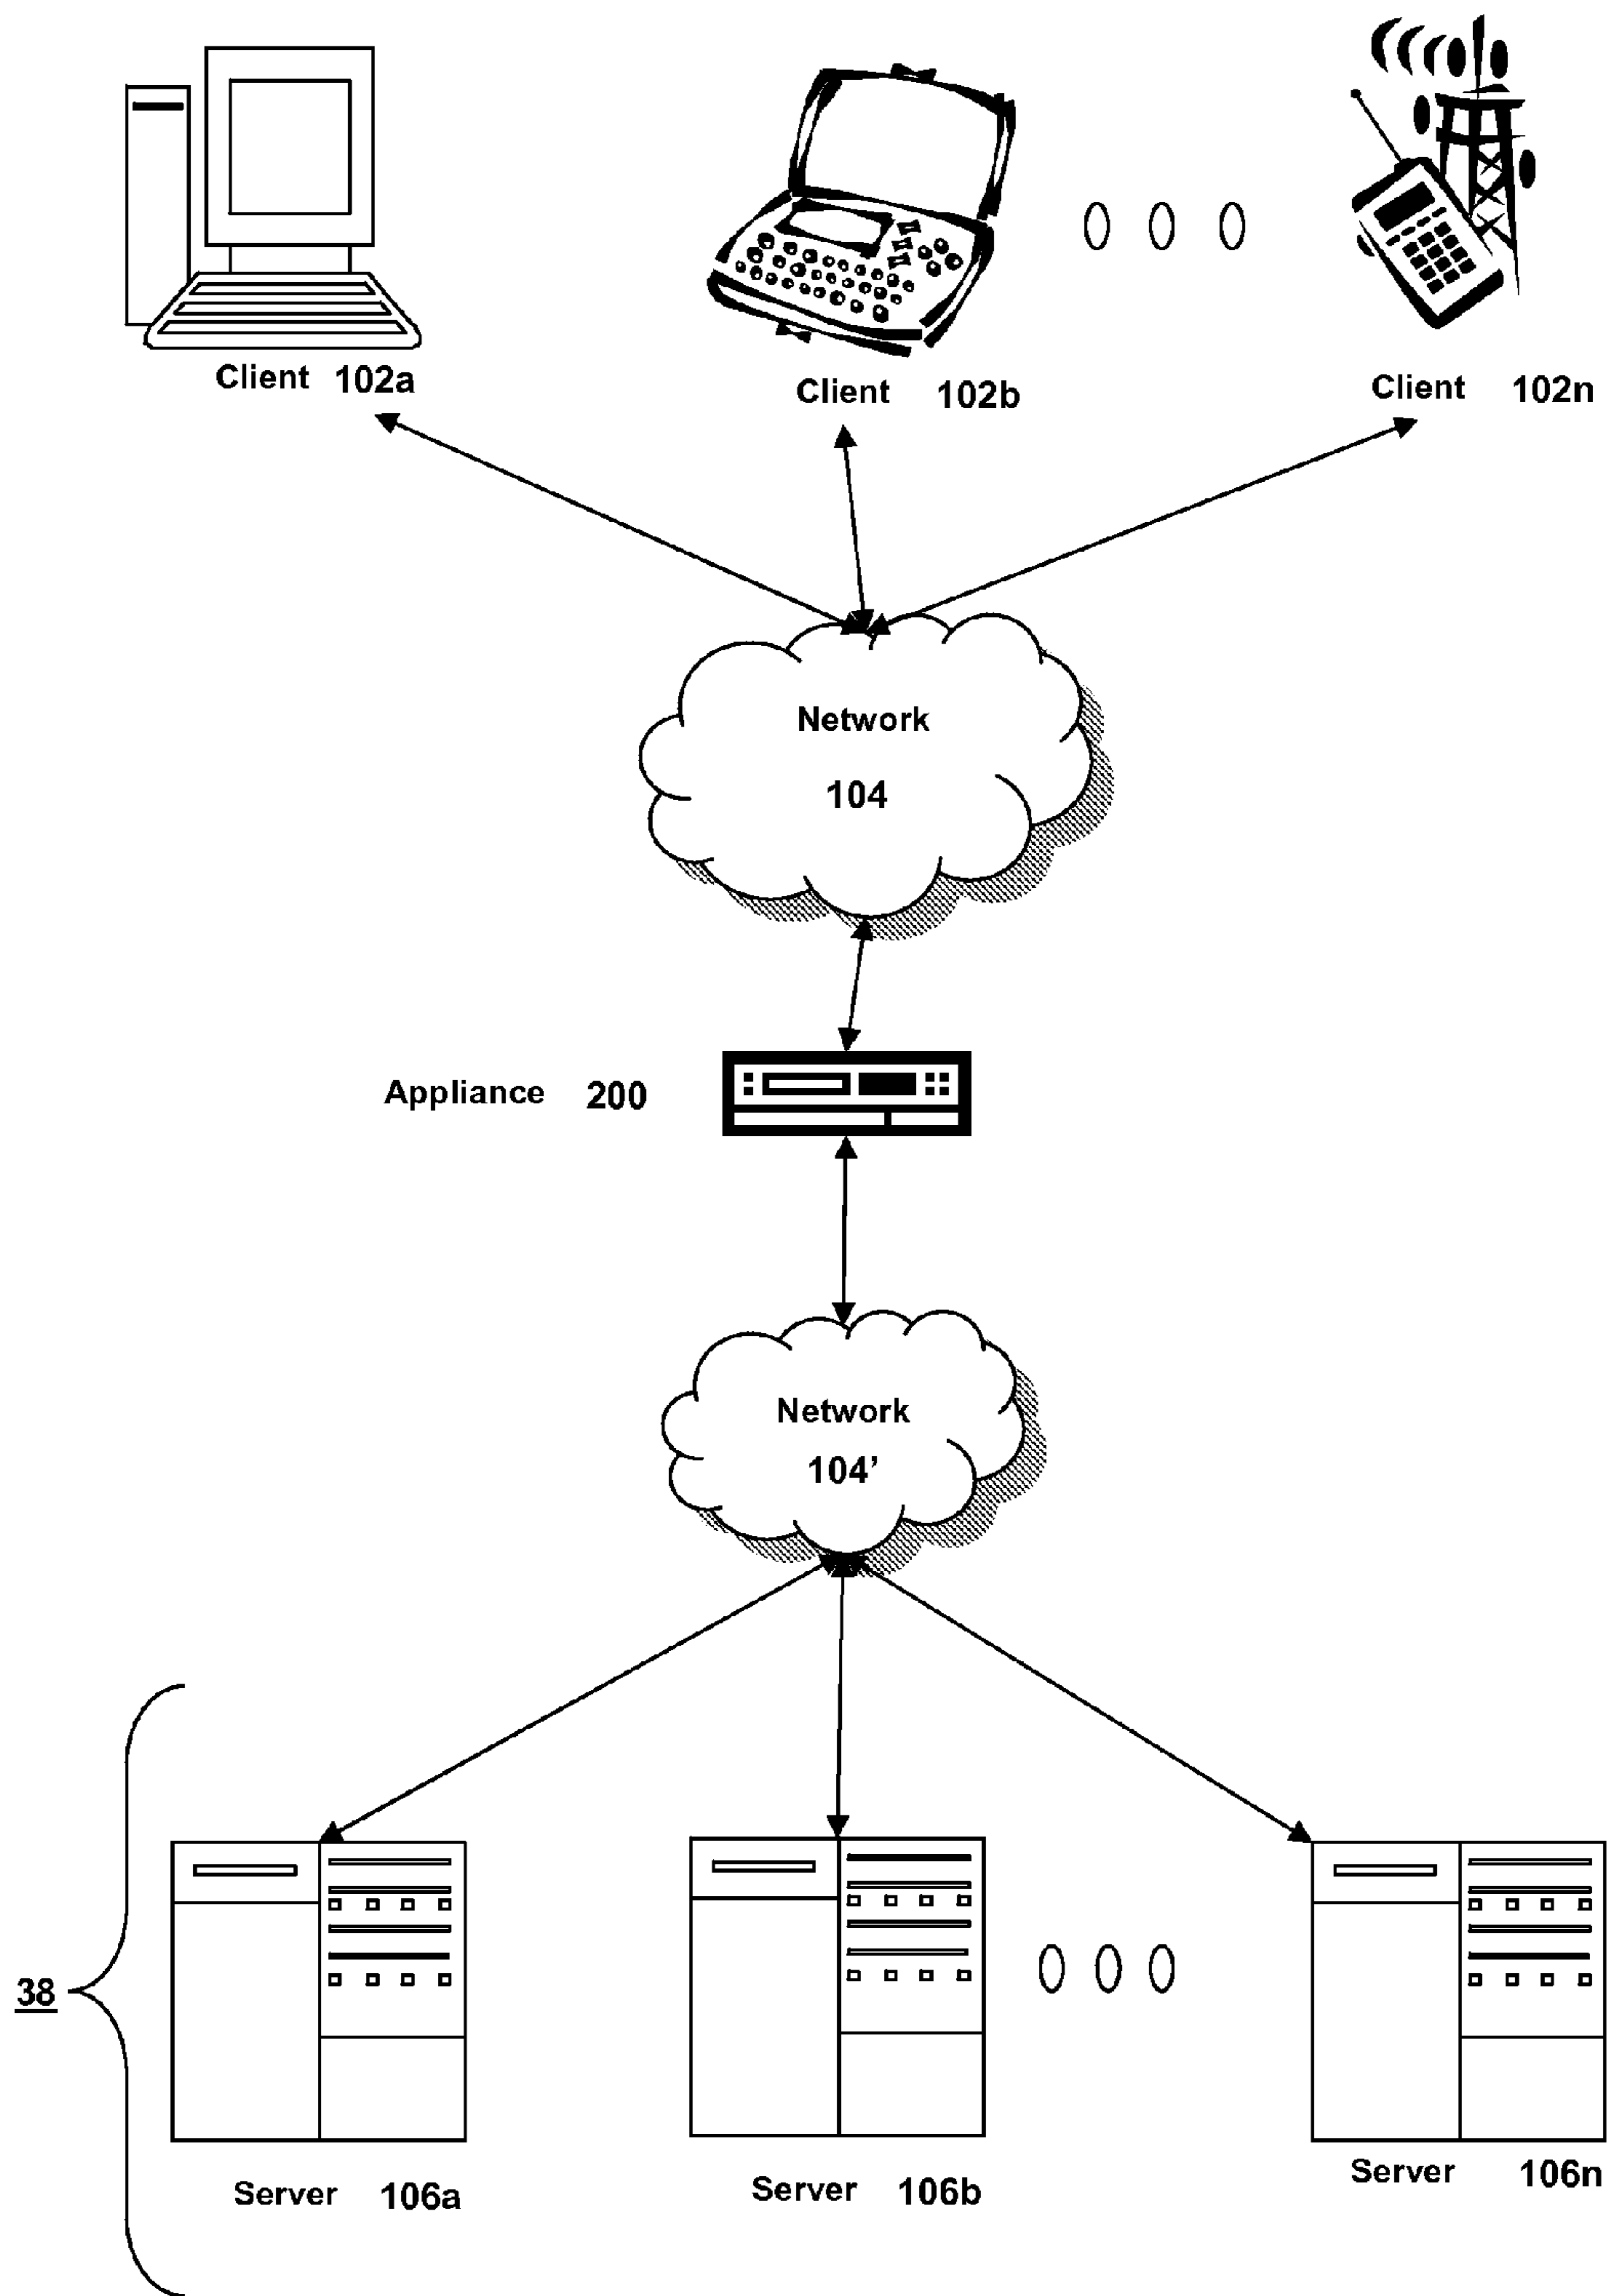 Client 102a
Client 102b
Client 102n
Network
104
Appliance 200
Network
104’
38
Server 106a
Server 106b
Server 106n